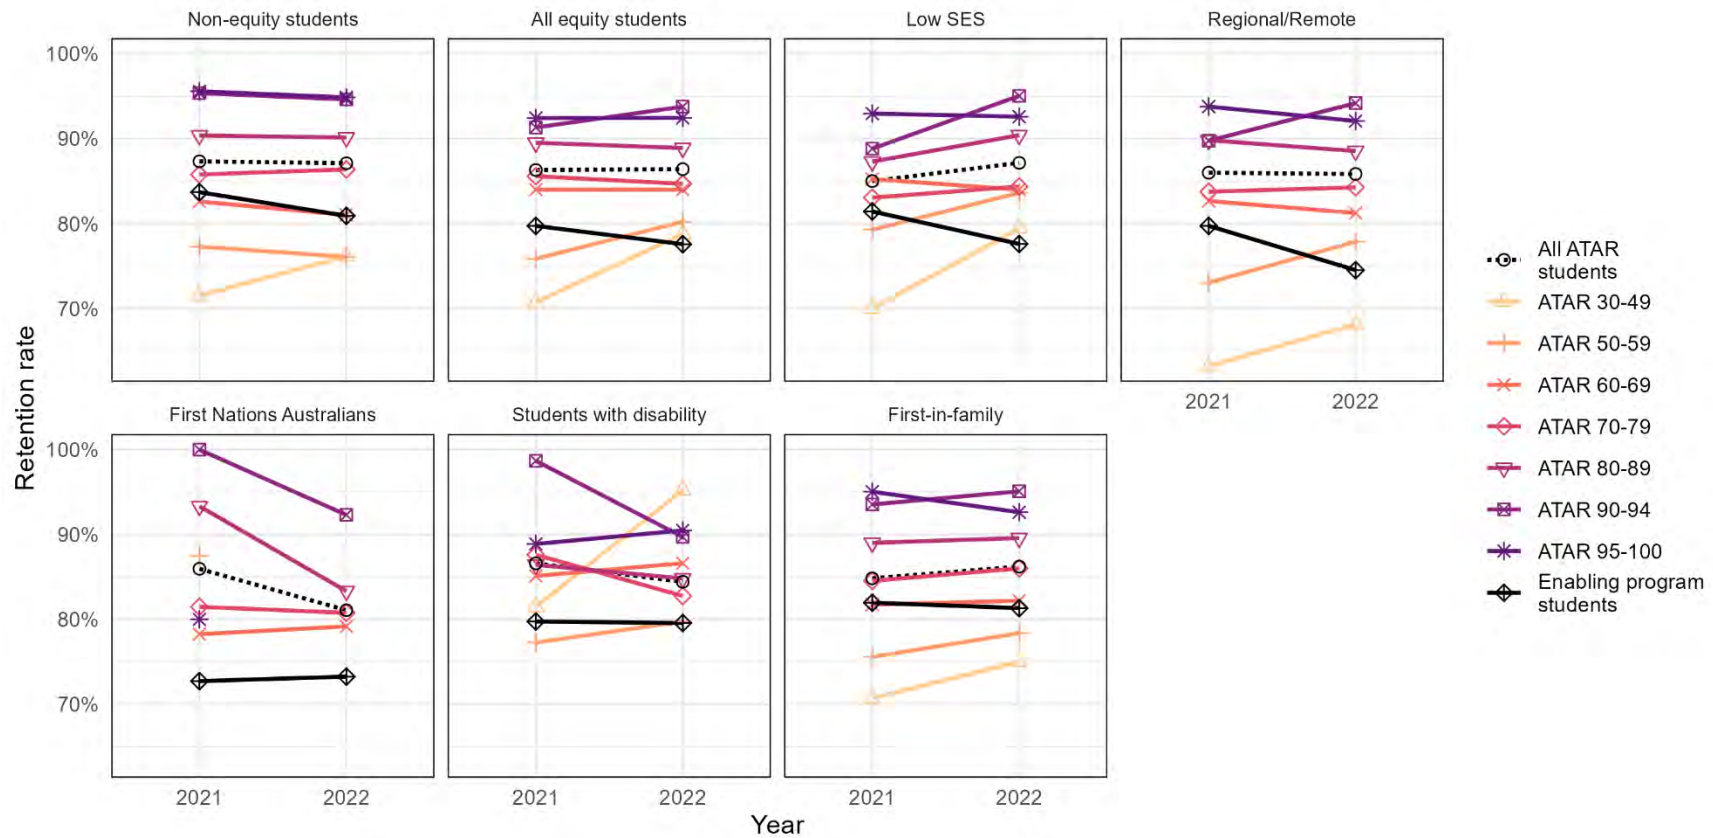 Non-equity students
All equity students
Low SES
Regional/Remote
100%
90%
80%
70%
2021
2022
First Nations Australians
Students with disability
First-in-family
100%
90%
80%
70%
2021
2022
2021
2022
2021
2022
Retention rate
Year
All ATAR
students
ATAR 30-49
ATAR 50-59
ATAR 60-69
ATAR 70-79
ATAR 80-89
ATAR 90-94
ATAR 95-100
Enabling program
students